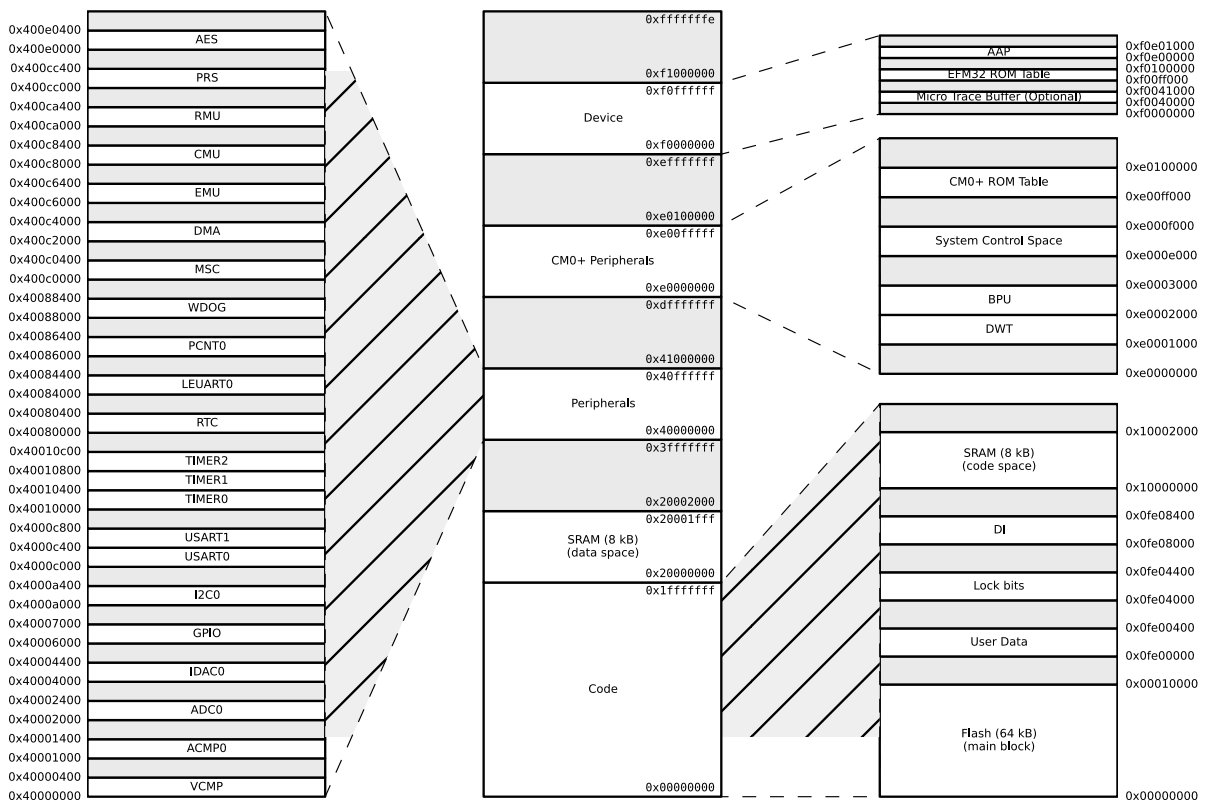 0x400e0400
AES
0x400e0000
0x400cc400
PRS
0x400cc000
0x400ca400
RMU
0x400ca000
0x400c8400
CMU
0x400c8000
0x400c6400
EMU
0x400c6000
0x400c4000
DMA
0x400c2000
0x400c0400
MSC
0x400c0000
0x40088400
WDOG
0x40088000
0x40086400
PCNT0
0x40086000
0x40084400
LEUART0
0x40084000
0x40080400
RTC
0x40080000
0x40010c00
TIMER2
0x40010800
TIMER1
0x40010400
TIMER0
0x40010000
0x4000c800
USART1
0x4000c400
USART0
0x4000c000
0x4000a400
I2C0
0x4000a000
0x40007000
GPIO
0x40006000
0x40004400
IDAC0
0x40004000
0x40002400
ADC0
0x40002000
0x40001400
ACMP0
0x40001000
0x40000400
VCMP
0x40000000
0xfffffffe
0xf1000000
0xf0ffffff
Device
0xf0000000
0xefffffff
0xe0100000
0xe00fffff
CM0+ Peripherals
0xe0000000
0xdfffffff
0x41000000
0x40ffffff
Peripherals
0x40000000
0x3fffffff
0x20002000
0x20001fff
SRAM (8 kB)
(data space)
0x20000000
0x1fffffff
Code
0x00000000
0xf0e01000
AAP
0xf0e00000
0xf0100000
EFM32 ROM Table
0xf00ff000
0xf0041000
Micro Trace Buffer (Optional)
0xf0040000
0xf0000000
0xe0100000
CM0+ ROM Table
0xe00ff000
0xe000f000
System Control Space
0xe000e000
0xe0003000
BPU
0xe0002000
DWT
0xe0001000
0xe0000000
0x10002000
SRAM (8 kB)
(code space)
0x10000000
0x0fe08400
DI
0x0fe08000
0x0fe04400
Lock bits
0x0fe04000
0x0fe00400
User Data
0x0fe00000
0x00010000
Flash (64 kB)
(main block)
0x00000000